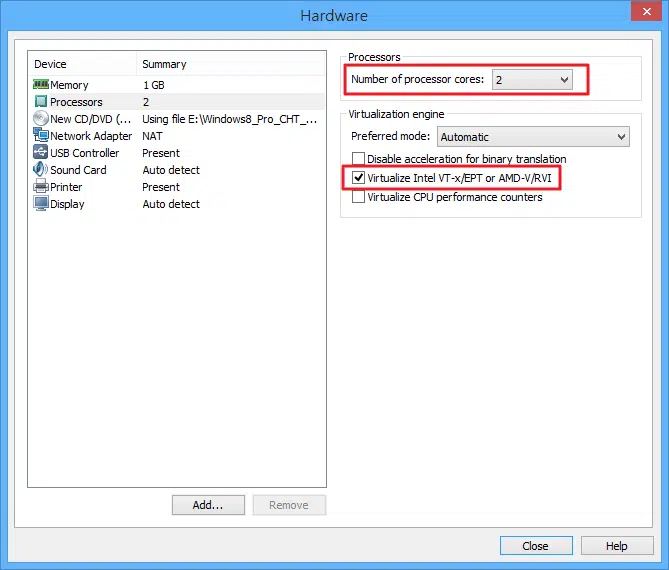 Hardware
Device Summary
Memory 1 GB
Processors 2
New CD/DVD (... Using file E:\Windows8_Pro_CHT_...
Network Adapter NAT
USB Controller Present
Sound Card Auto detect
Printer Present
Display Auto detect
Add... Remove
Processors
Number of processor cores: 2
Virtualization engine
Preferred mode: Automatic
Disable acceleration for binary translation
Virtualize Intel VT-x/EPT or AMD-V/RVI
Virtualize CPU performance counters
Close Help